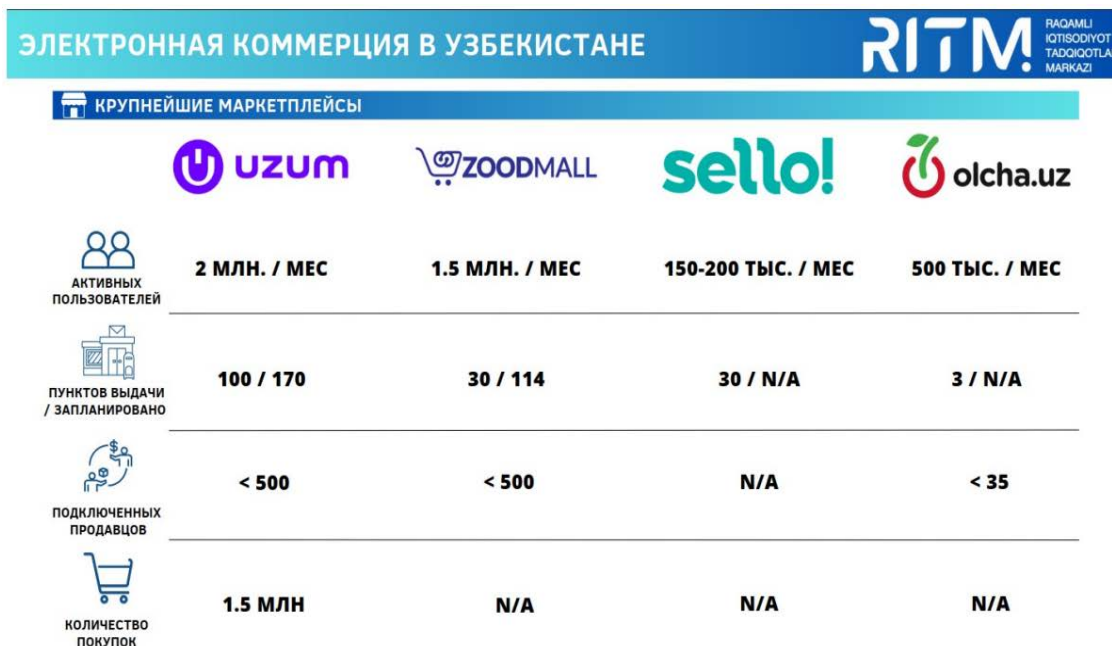 ЭЛЕКТРОННАЯ КОММЕРЦИЯ В УЗБЕКИСТАНЕ
RITM
RAQAMLI
IQTISODIYOT
TADQIQOTLA
MARKAZI
КРУПНЕЙШИЕ МАРКЕТПЛЕЙСЫ
uzum
ZOODMALL
sello!
olcha.uz
АКТИВНЫХ
ПОЛЬЗОВАТЕЛЕЙ
2 МЛН. / МЕС
1.5 МЛН. / МЕС
150-200 ТЫС. / МЕС
500 ТЫС. / МЕС
ПУНКТОВ ВЫДАЧИ
/ ЗАПЛАНИРОВАНО
100 / 170
30 / 114
30 / N/A
3 / N/A
ПОДКЛЮЧЕННЫХ
ПРОДАВЦОВ
< 500
< 500
N/A
< 35
КОЛИЧЕСТВО
ПОКУПОК
1.5 МЛН
N/A
N/A
N/A